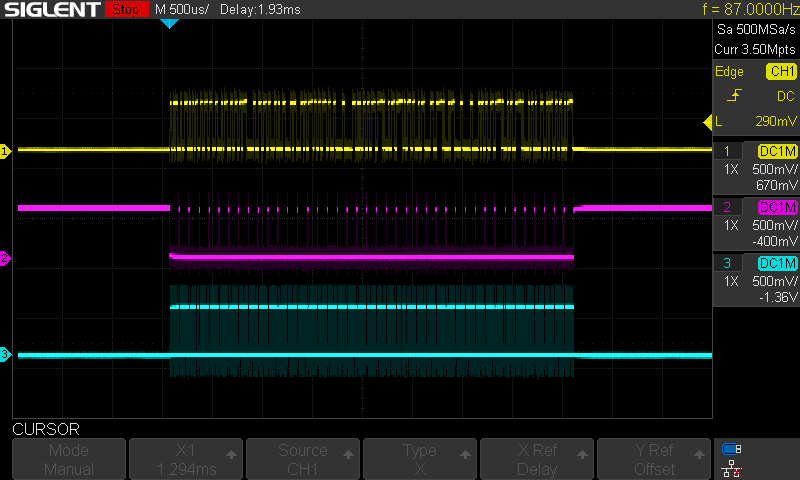 SIGLENT Stop M 500us/ Delay:1.93ms f = 87.0000Hz
Sa 500MSa/s
Curr 3.50Mpts
Edge CH1
DC
L 290mV
1 DC1M
1X 500mV/
670mV
2 DC1M
1X 500mV/
-400mV
3 DC1M
1X 500mV/
-1.36V
1
2
3
CURSOR
Mode X1 Source Type X Ref Y Ref
Manual 1.294ms CH1 X Delay Offset